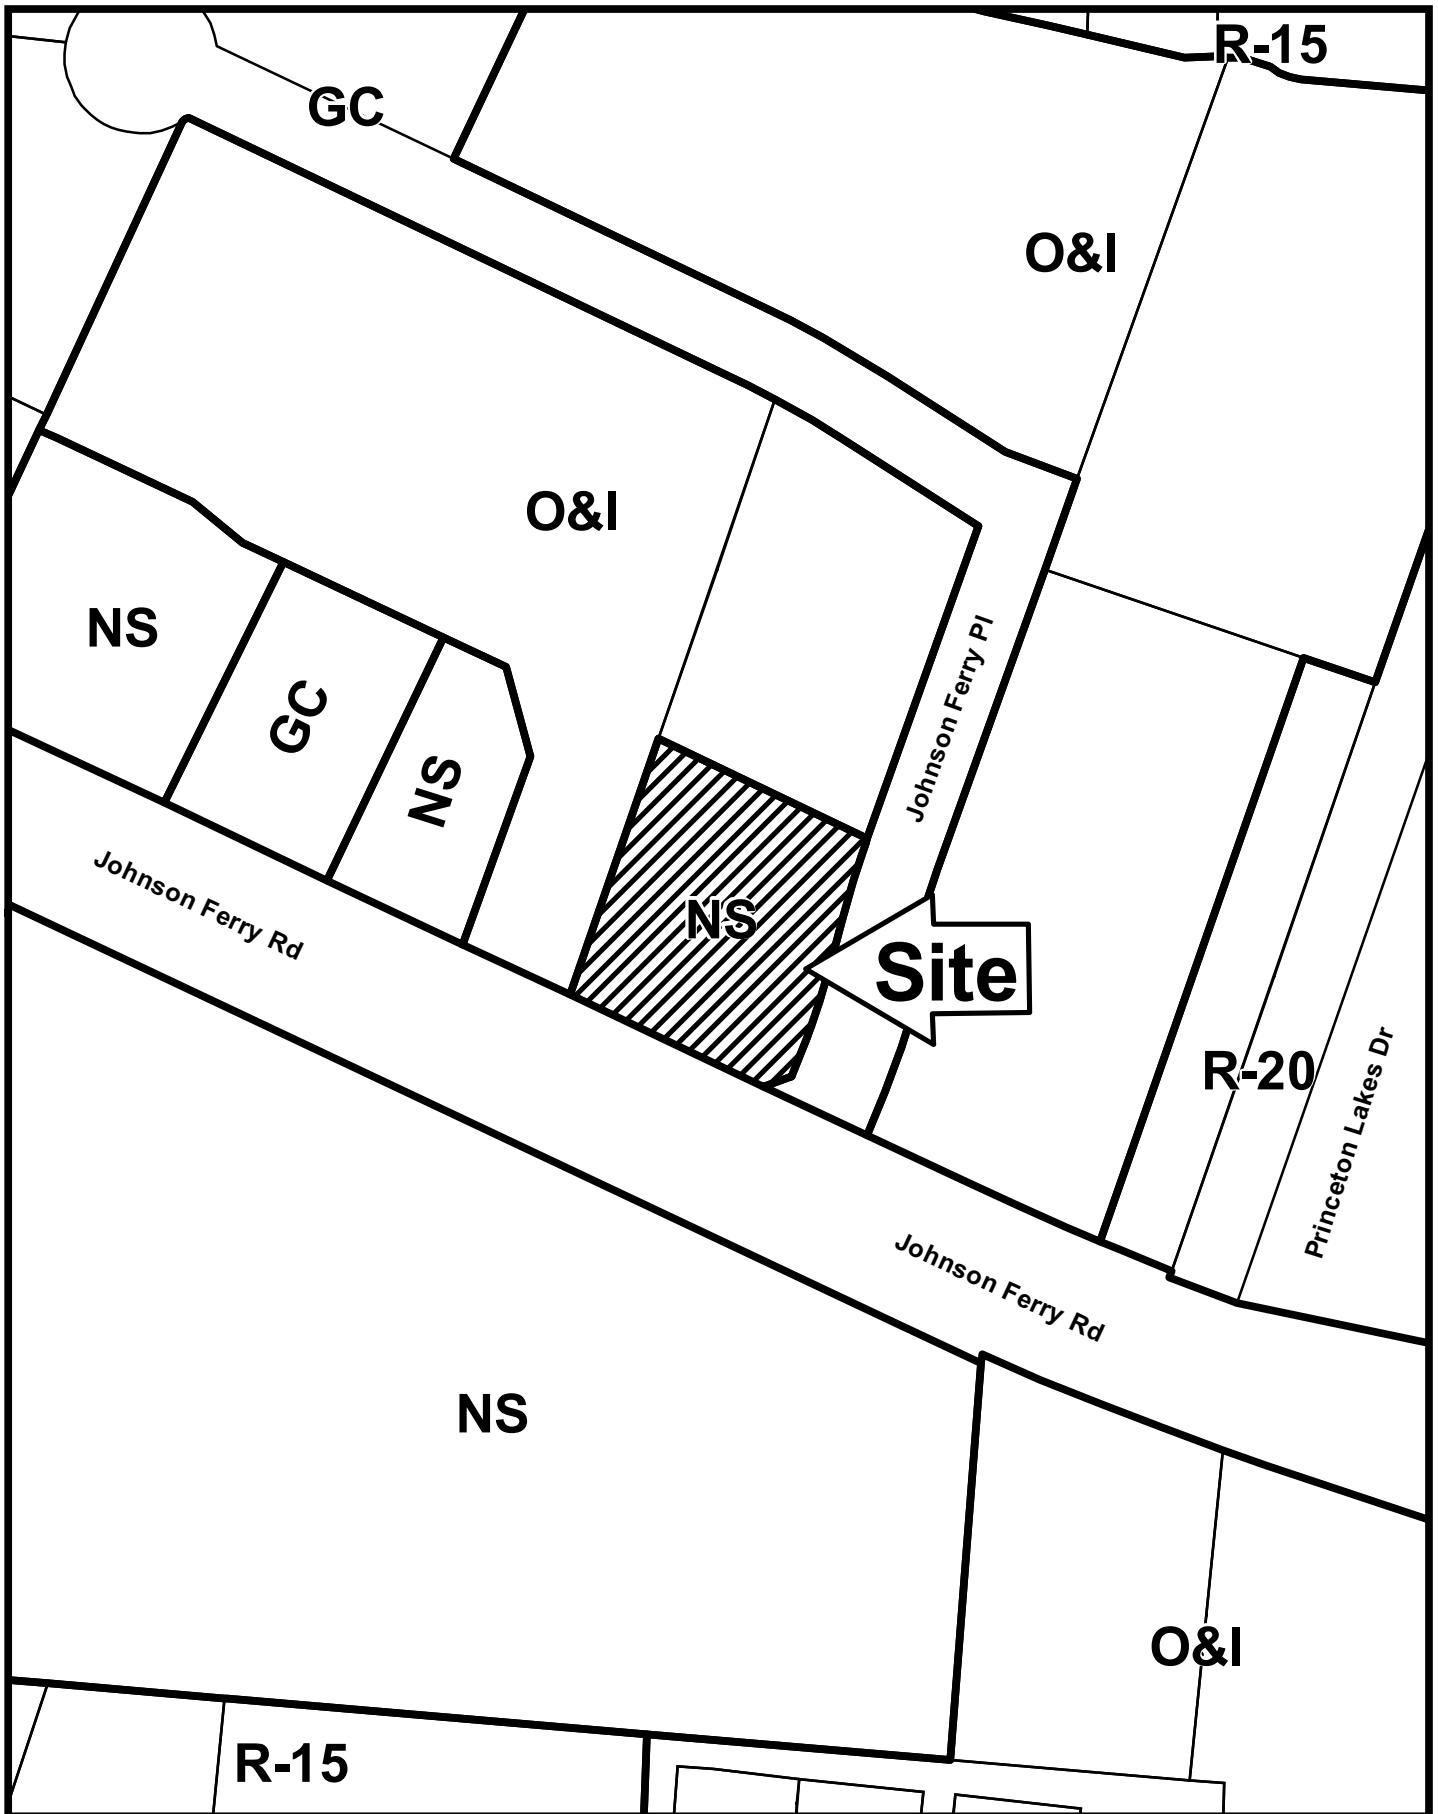 R-15
GC
O&I
O&I
NS
GC
NS
Johnson Ferry Pl
Johnson Ferry Rd
NS
Site
R-20
Princeton Lakes Dr
Johnson Ferry Rd
NS
O&I
R-15